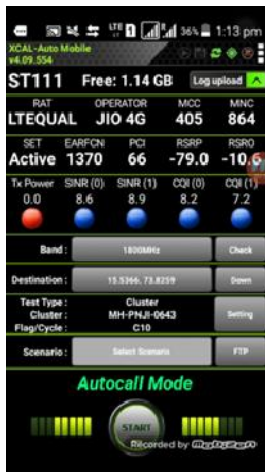 LTE 1 36% 1:13 pm
XCAL-Auto Mobile
v4.09.554
ST111 Free: 1.14 GB Log upload
RAT OPERATOR MCC MNC
LTEQUAL JIO 4G 405 864
SET EARFCN PCI RSRP RSRQ
Active 1370 66 -79.0 -10.6
Tx Power SINR (0) SINR (1) CQI (0) CQI (1)
0.0 8.6 8.9 8.2 7.2
Band : 1800MHz Check
Destination : 15.5366, 73.8259 Down
Test Type : Cluster
Cluster : MH-PNJI-0643 Setting
Flag/Cycle : C10
Scenario : Select Scenario FTP
Autocall Mode
START
Recorded by